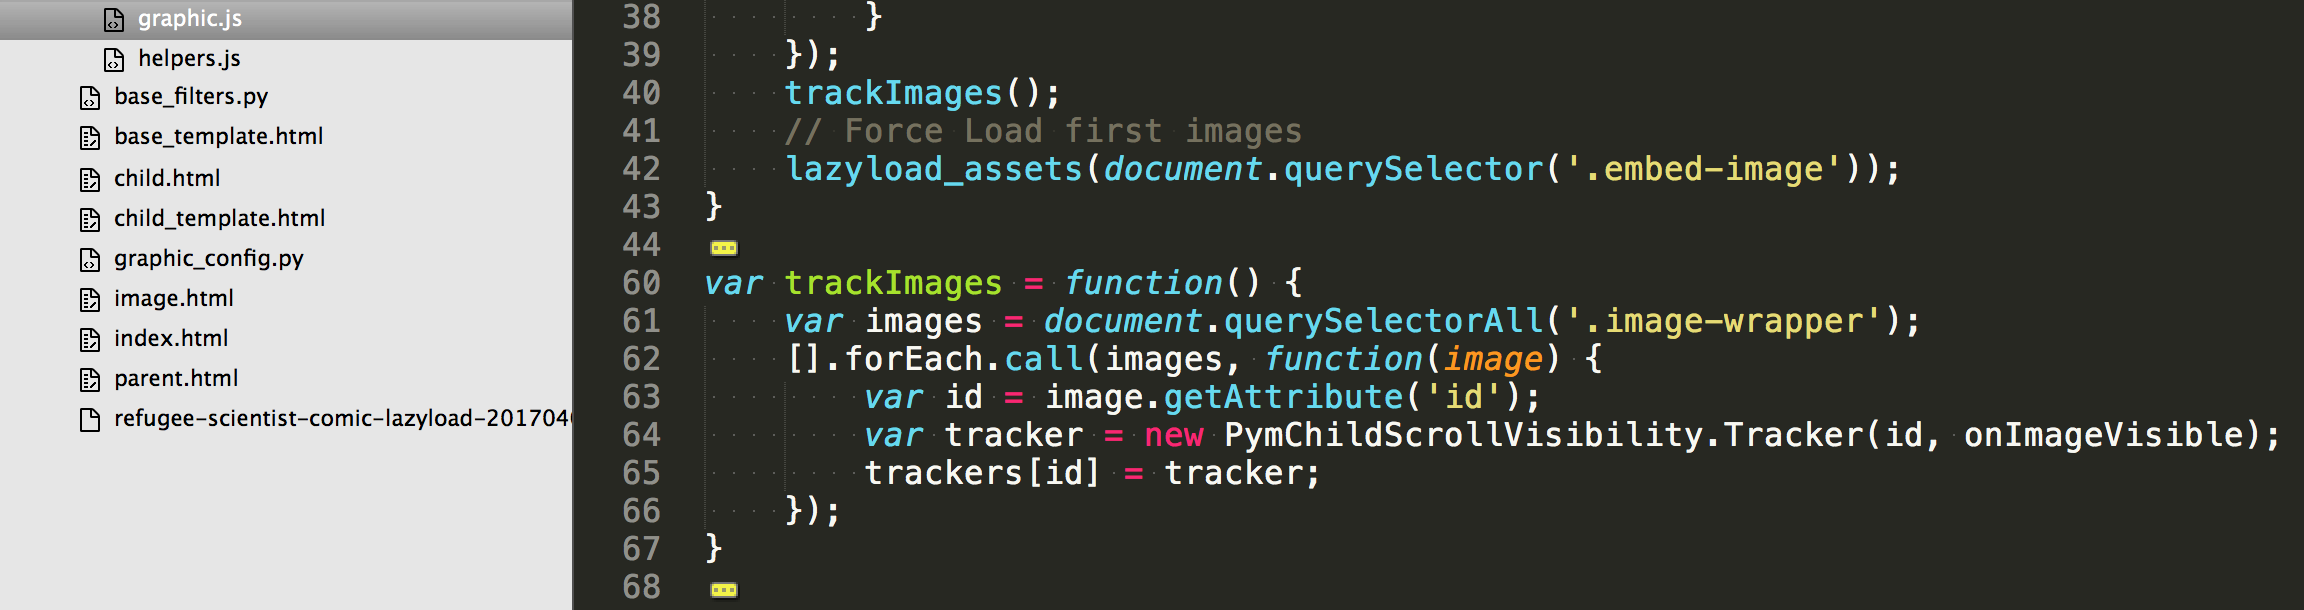 graphic.js
helpers.js
base_filters.py
base_template.html
child.html
child_template.html
graphic_config.py
image.html
index.html
parent.html
refugee-scientist-comic-lazyload-201704
38 }
39 });
40 trackImages();
41 // Force Load first images
42 lazyload_assets(document.querySelector('.embed-image'));
43 }
44
60 var trackImages = function() {
61 var images = document.querySelectorAll('.image-wrapper');
62 [].forEach.call(images, function(image) {
63 var id = image.getAttribute('id');
64 var tracker = new PymChildScrollVisibility.Tracker(id, onImageVisible);
65 trackers[id] = tracker;
66 });
67 }
68